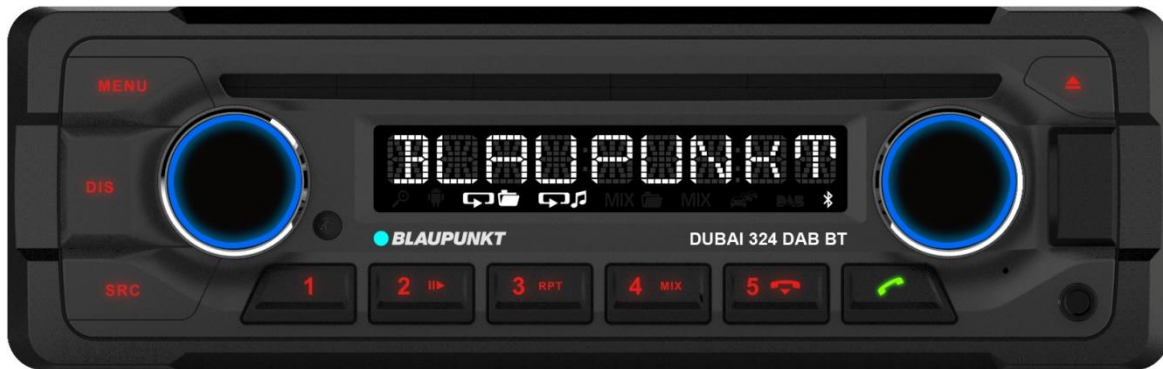 MENU
BLAUPUNKT
DIS
MIX MIX DAB
BLAUPUNKT DUBAI 324 DAB BT
SRC
1 2 3 RPT 4 MIX 5